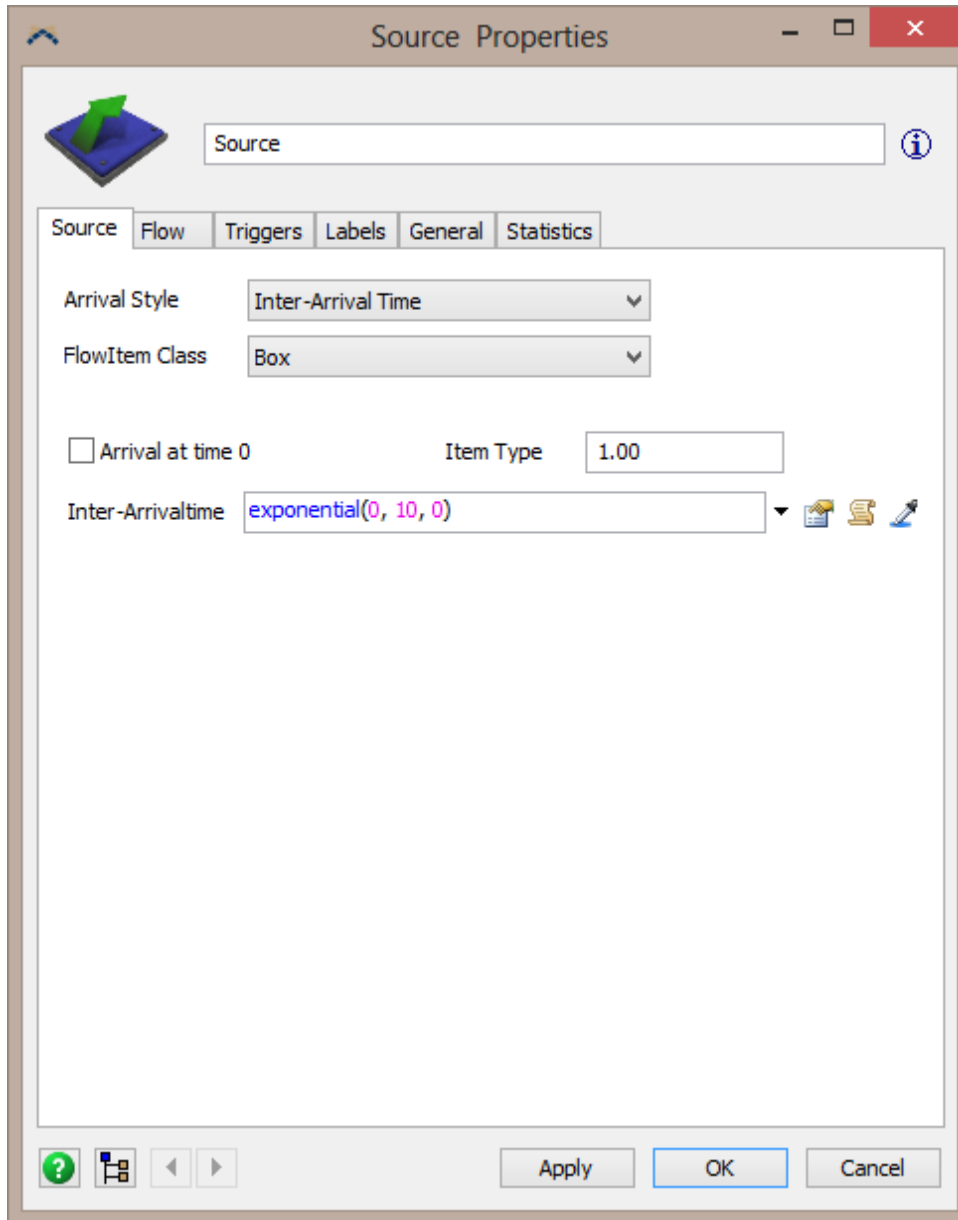 Source Properties
Source
Source Flow Triggers Labels General Statistics
Arrival Style Inter-Arrival Time
FlowItem Class Box
Arrival at time 0 Item Type 1.00
Inter-Arrivaltime exponential(0, 10, 0)
Apply OK Cancel